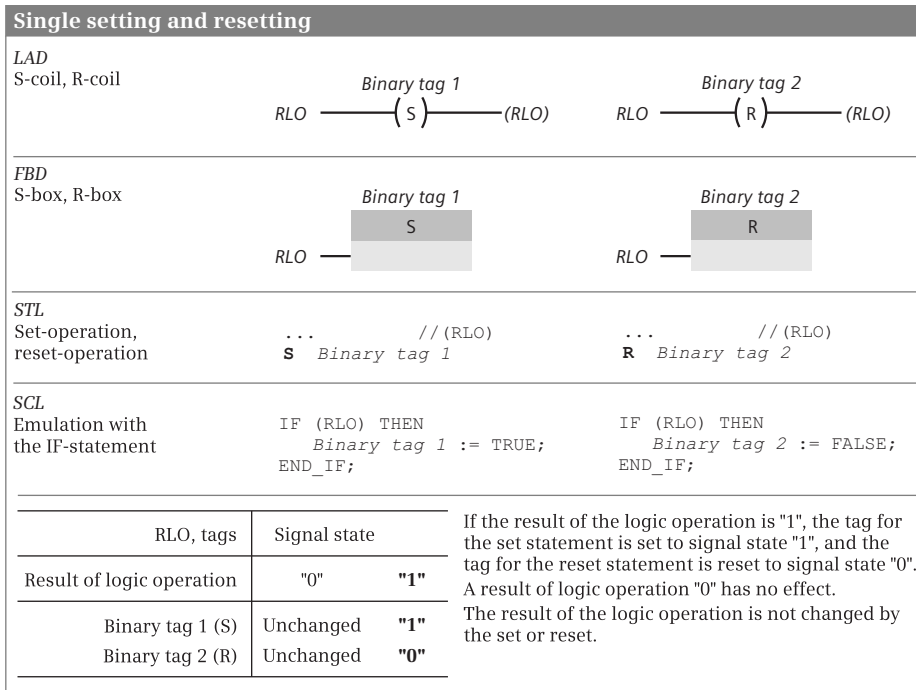 Single setting and resetting
LAD
S-coil, R-coil
Binary tag 1
Binary tag 2
RLO ( S ) (RLO)
RLO ( R ) (RLO)
FBD
S-box, R-box
Binary tag 1
Binary tag 2
S
R
RLO
RLO
STL
Set-operation,
reset-operation
... //(RLO)
S Binary tag 1
... //(RLO)
R Binary tag 2
SCL
Emulation with
the IF-statement
IF (RLO) THEN
Binary tag 1 := TRUE;
END_IF;
IF (RLO) THEN
Binary tag 2 := FALSE;
END_IF;
RLO, tags Signal state
Result of logic operation "0" "1"
Binary tag 1 (S) Unchanged "1"
Binary tag 2 (R) Unchanged "0"
If the result of the logic operation is "1", the tag for
the set statement is set to signal state "1", and the
tag for the reset statement is reset to signal state "0".
A result of logic operation "0" has no effect.
The result of the logic operation is not changed by
the set or reset.